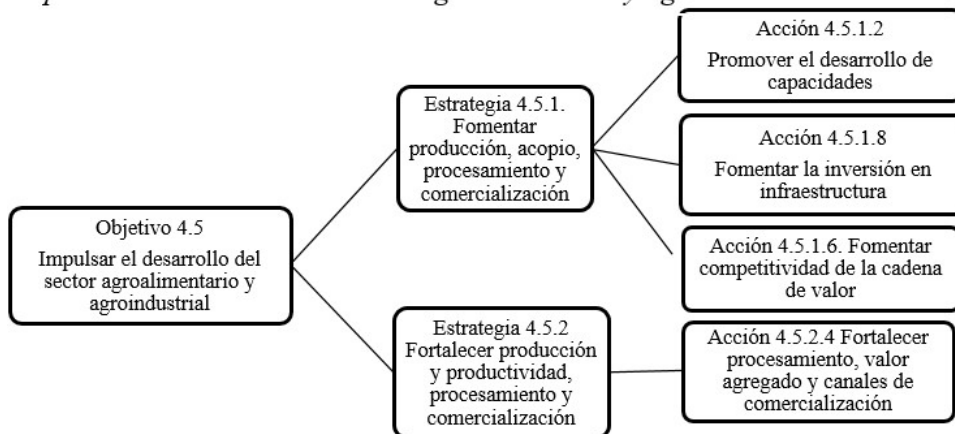 Acción 4.5.1.2
Promover el desarrollo de
capacidades
Estrategia 4.5.1.
Fomentar
producción, acopio,
procesamiento y
comercialización
Acción 4.5.1.8
Fomentar la inversión en
infraestructura
Objetivo 4.5
Impulsar el desarrollo del
sector agroalimentario y
agroindustrial
Acción 4.5.1.6. Fomentar
competitividad de la cadena
de valor
Estrategia 4.5.2
Fortalecer producción
y productividad,
procesamiento y
comercialización
Acción 4.5.2.4 Fortalecer
procesamiento, valor
agregado y canales de
comercialización